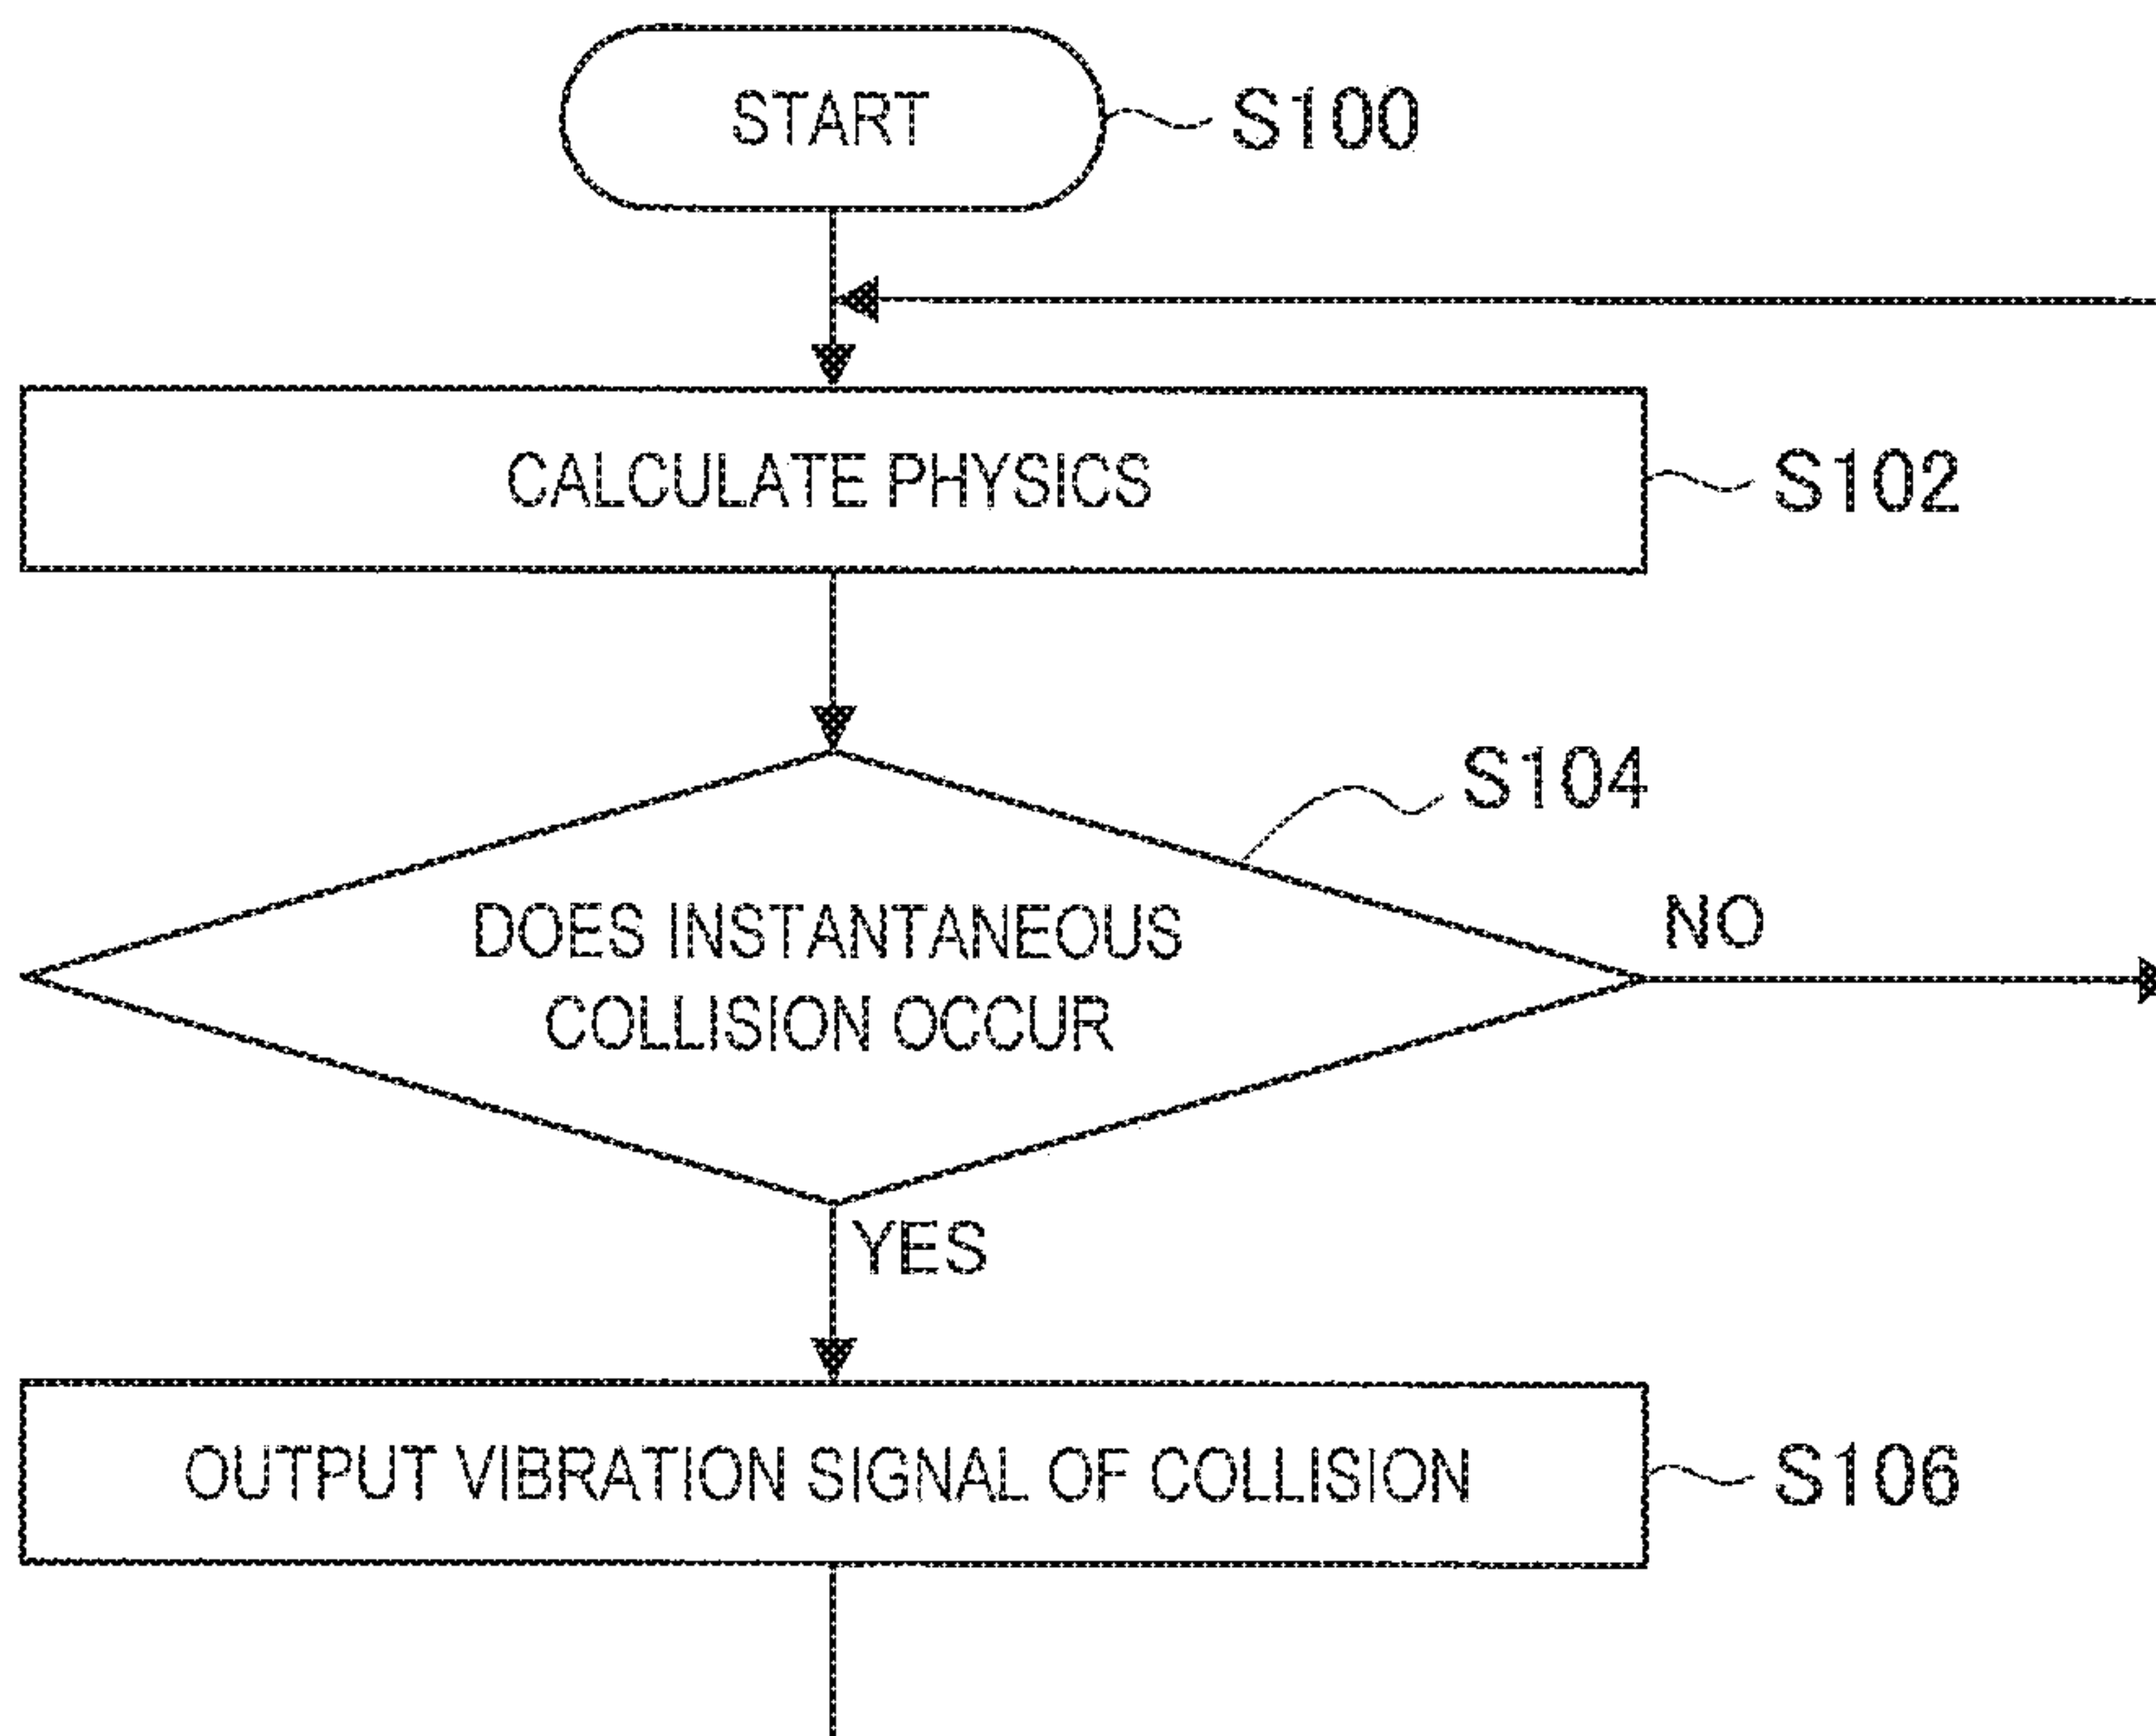 START
S100
CALCULATE PHYSICS
S102
S104
DOES INSTANTANEOUS
COLLISION OCCUR
NO
YES
OUTPUT VIBRATION SIGNAL OF COLLISION
S106